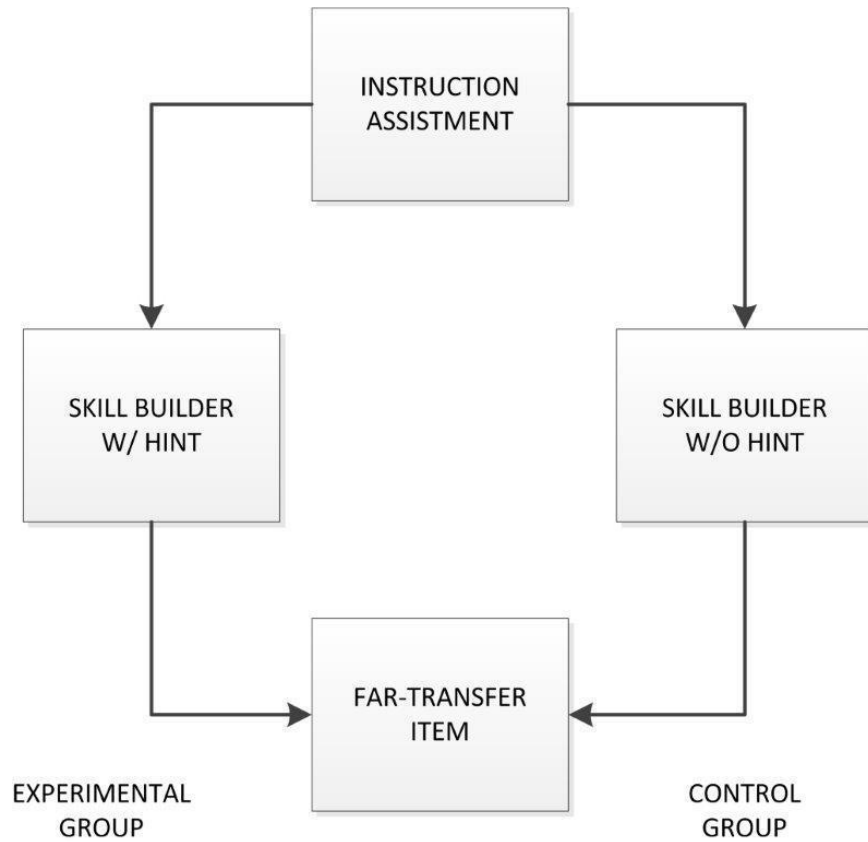 INSTRUCTION
ASSISTMENT
SKILL BUILDER
W/ HINT
SKILL BUILDER
W/O HINT
FAR-TRANSFER
ITEM
EXPERIMENTAL
GROUP
CONTROL
GROUP